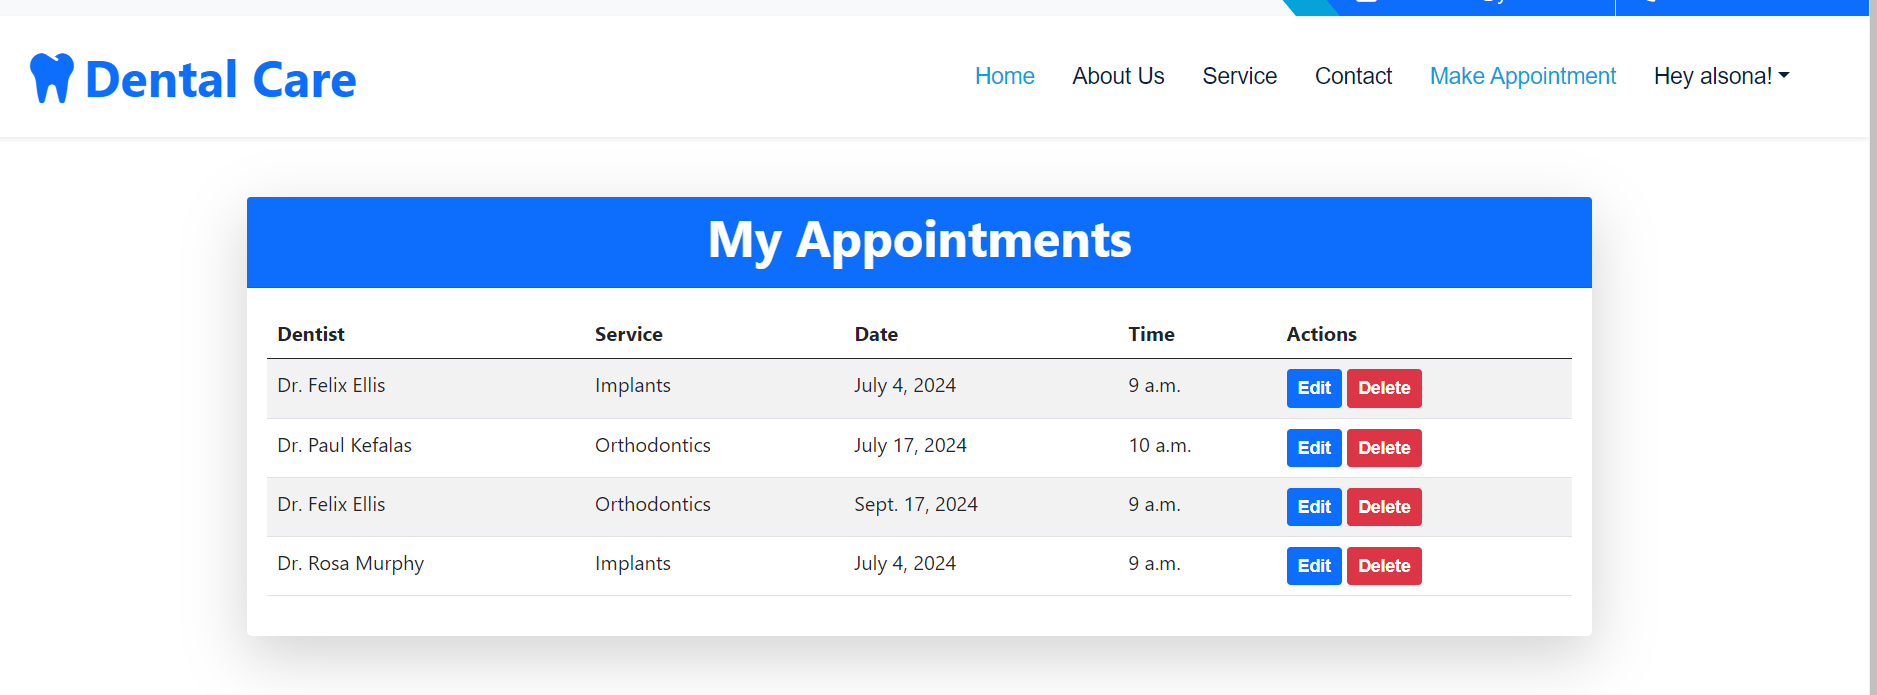 Dental Care
Home About Us Service Contact Make Appointment Hey alsona!
My Appointments
Dentist Service Date Time Actions
Dr. Felix Ellis Implants July 4, 2024 9 a.m. Edit Delete
Dr. Paul Kefalas Orthodontics July 17, 2024 10 a.m. Edit Delete
Dr. Felix Ellis Orthodontics Sept. 17, 2024 9 a.m. Edit Delete
Dr. Rosa Murphy Implants July 4, 2024 9 a.m. Edit Delete